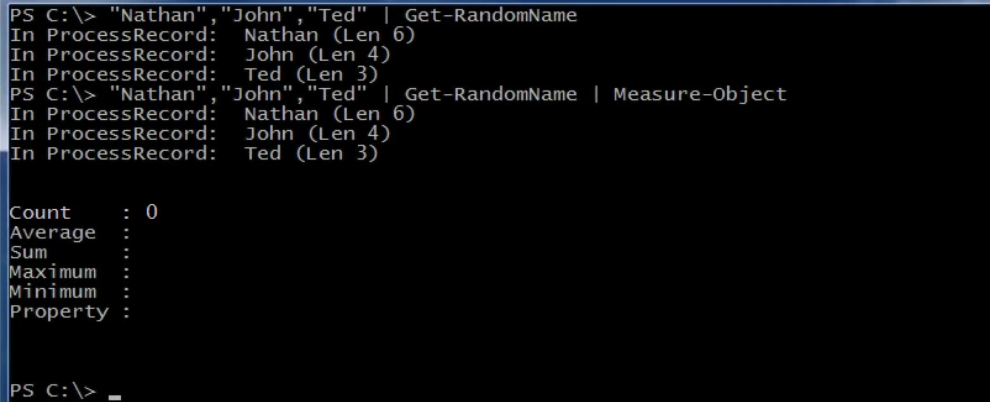 PS C:\> "Nathan","John","Ted" | Get-RandomName
In ProcessRecord:  Nathan (Len 6)
In ProcessRecord:  John (Len 4)
In ProcessRecord:  Ted (Len 3)
PS C:\> "Nathan","John","Ted" | Get-RandomName | Measure-Object
In ProcessRecord:  Nathan (Len 6)
In ProcessRecord:  John (Len 4)
In ProcessRecord:  Ted (Len 3)
Count    : 0
Average  :
Sum      :
Maximum  :
Minimum  :
Property :
PS C:\> _